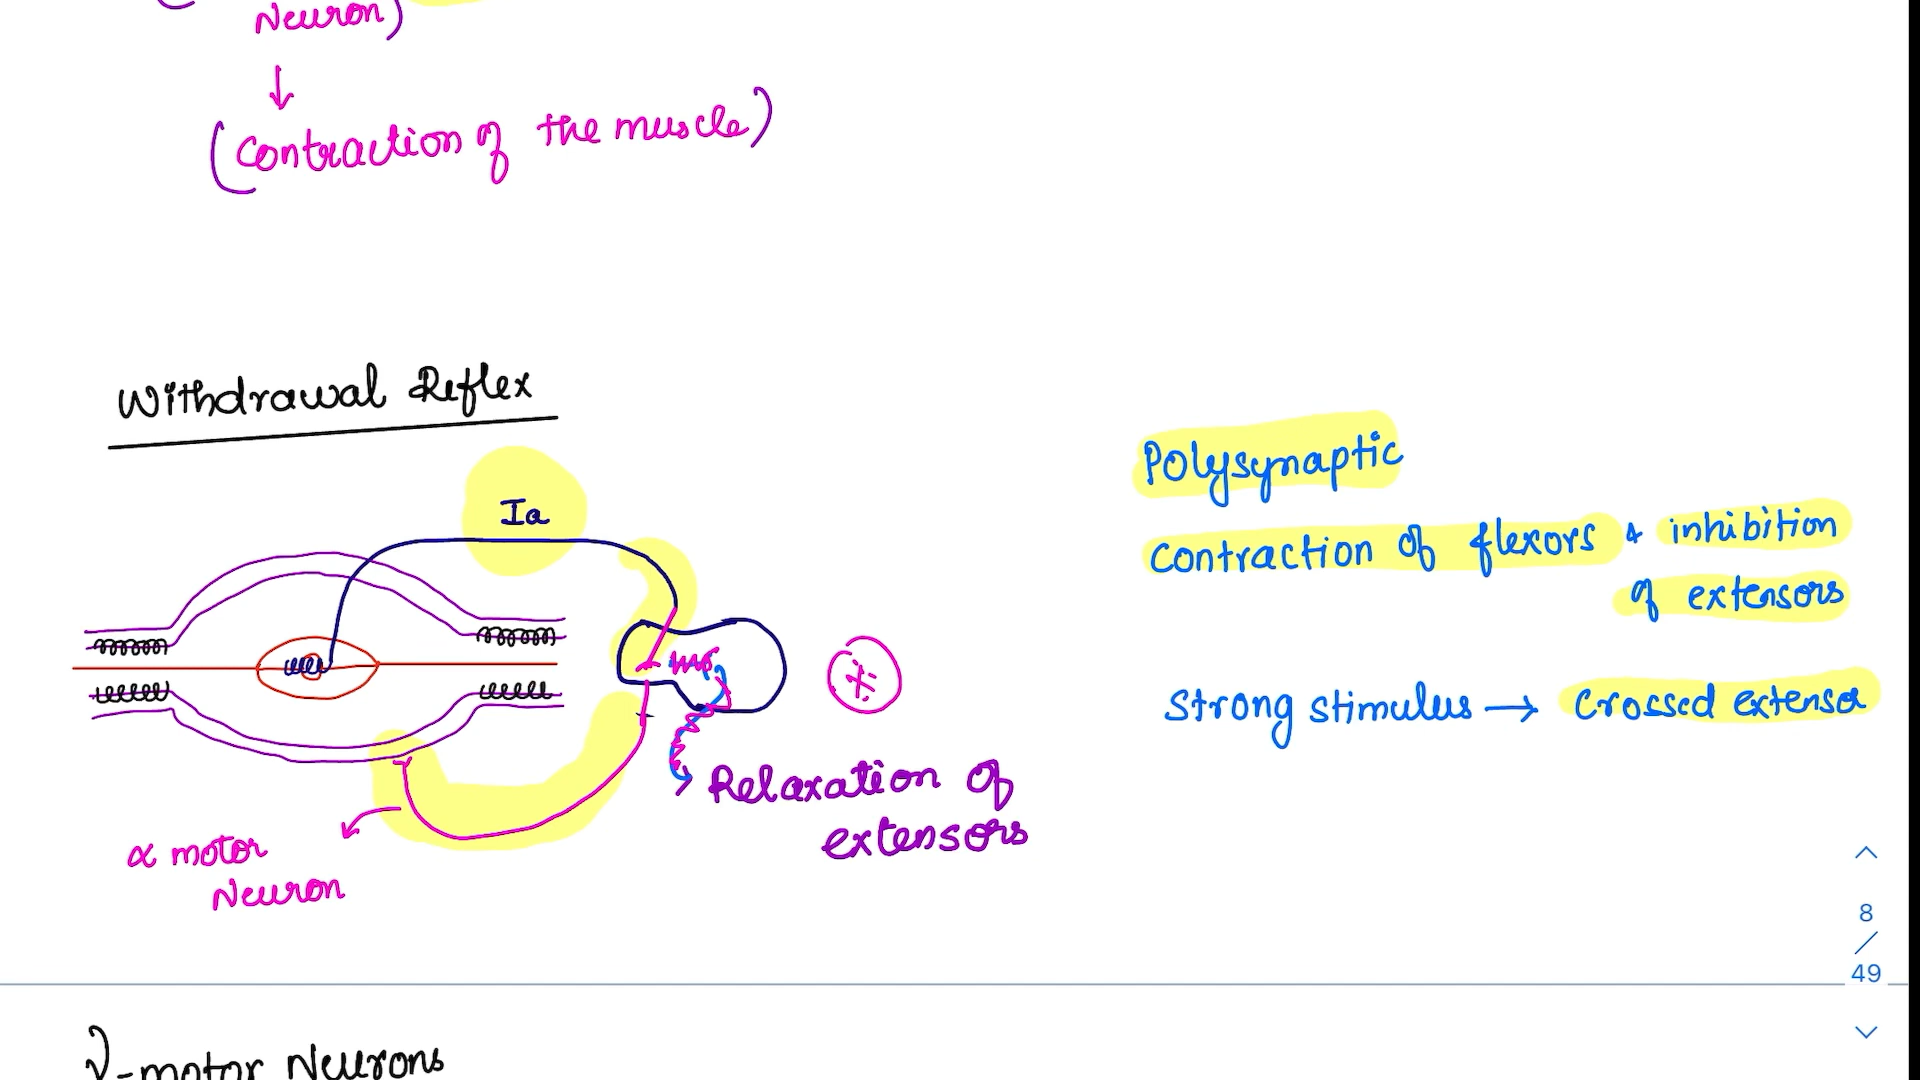 Neuron)
↓
(Contraction of the muscle)
Withdrawal Reflex
Ia
Polysynaptic
Contraction of flexors & inhibition
of extensors
Strong stimulus → Crossed extensor
Relaxation of
extensors
α motor
Neuron
8
/
49
γ-motor Neurons